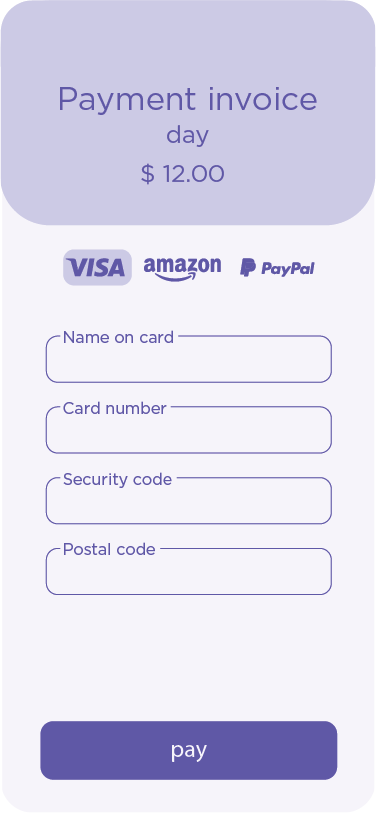 Payment invoice
day
$ 12.00
VISA amazon PayPal
Name on card
Card number
Security code
Postal code
pay